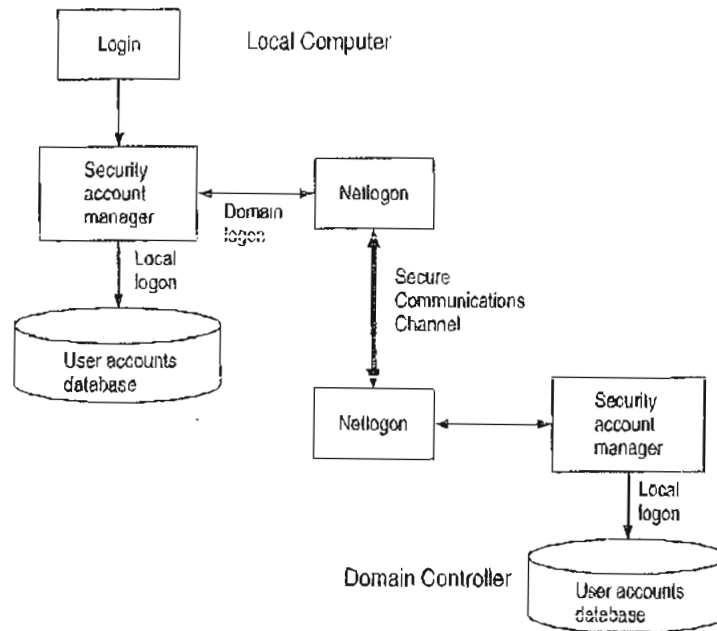 Login
Local Computer
Security
account
manager
Netlogon
Domain
logon
Local
logon
Secure
Communications
Channel
User accounts
database
Netlogon
Security
account
manager
Local
logon
Domain Controller
User accounts
database